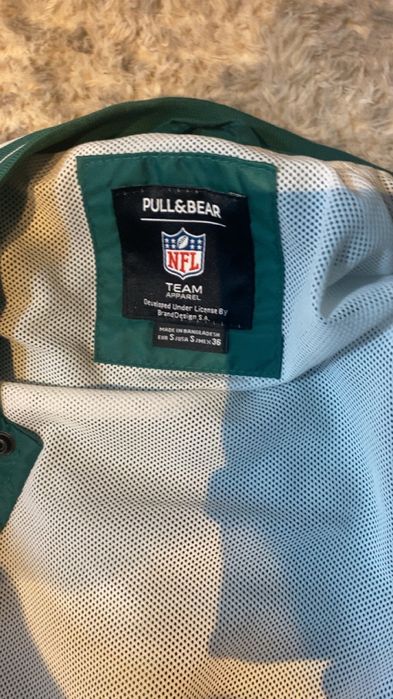 PULL&BEAR
NFL
TEAM
APPAREL
Developed Under License By
BrandDesign S.A.
MADE IN BANGLADESH
EUR S/USA S/MEX 36